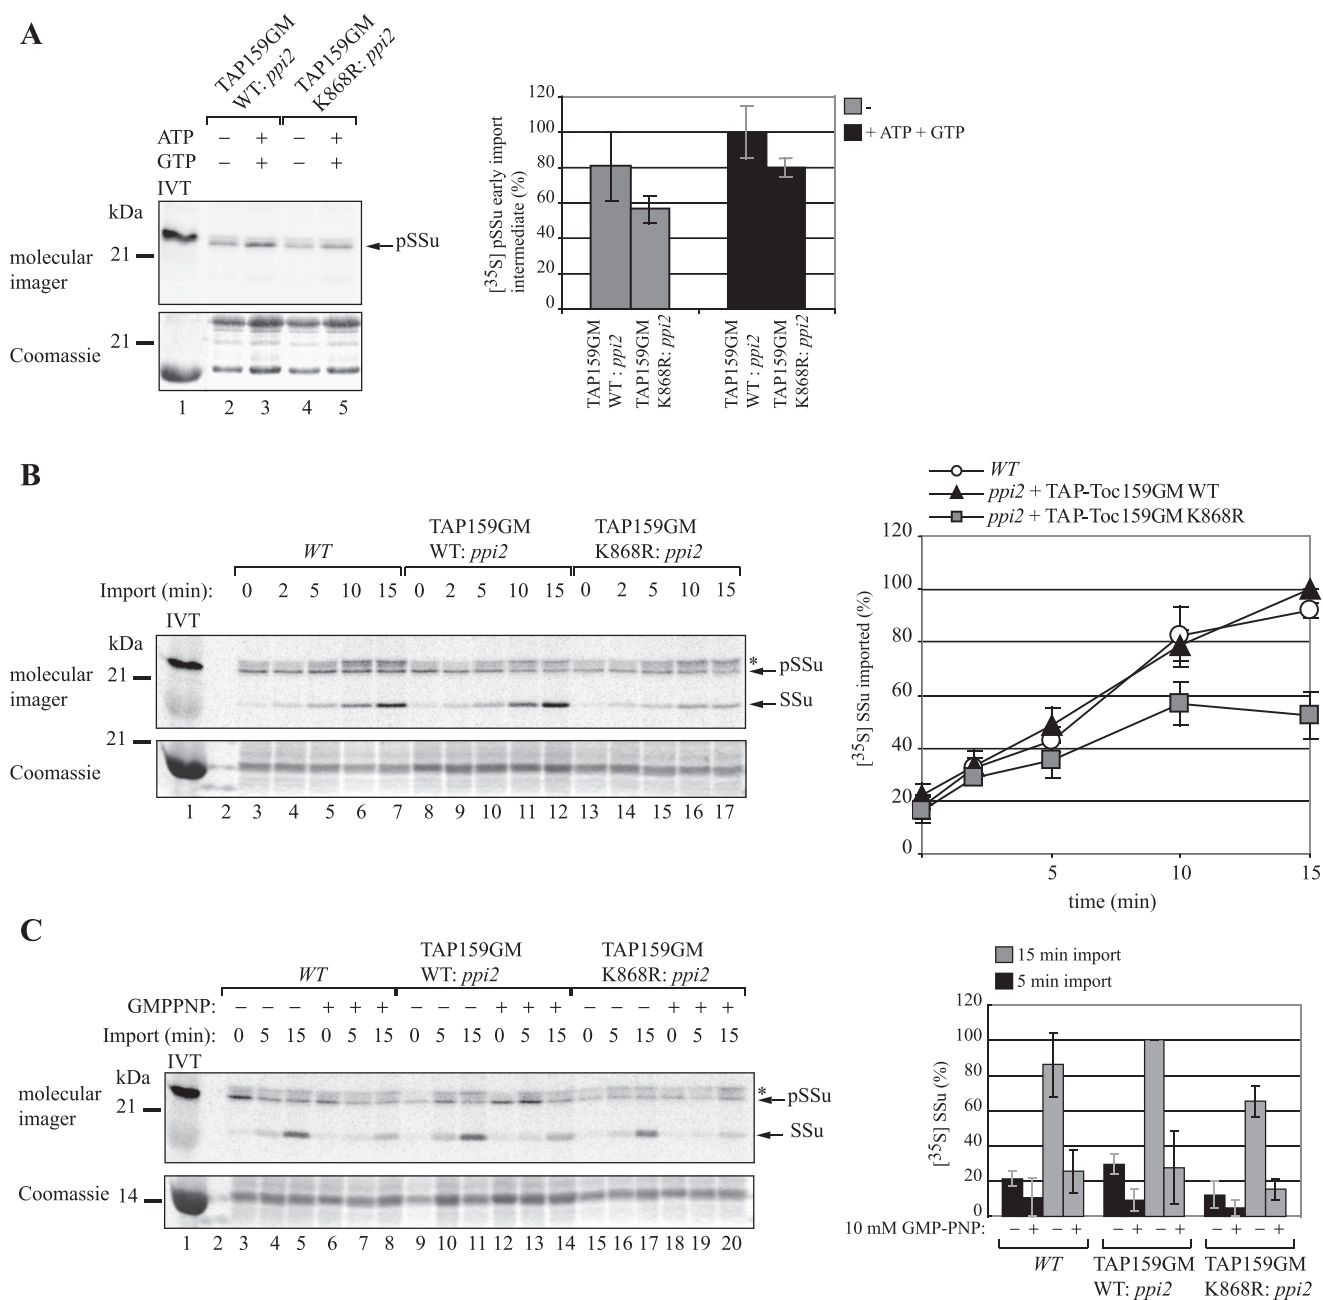 A
TAP159GM
WT: ppi2
TAP159GM
K868R: ppi2
ATP − + − +
GTP − + − +
IVT
kDa
molecular
imager
21
pSSu
Coomassie
21
1 2 3 4 5
[35S] pSSu early import
intermediate (%)
120
100
80
60
40
20
0
-
+ ATP + GTP
TAP159GM
WT : ppi2
TAP159GM
K868R: ppi2
TAP159GM
WT : ppi2
TAP159GM
K868R: ppi2
B
WT
TAP159GM
WT: ppi2
TAP159GM
K868R: ppi2
Import (min): 0 2 5 10 15 0 2 5 10 15 0 2 5 10 15
IVT
kDa
molecular
imager
21
*
pSSu
SSu
21
Coomassie
1 2 3 4 5 6 7 8 9 10 11 12 13 14 15 16 17
WT
ppi2 + TAP-Toc159GM WT
ppi2 + TAP-Toc159GM K868R
[35S] SSu imported (%)
120
100
80
60
40
20
0
5 10 15
time (min)
C
WT
TAP159GM
WT: ppi2
TAP159GM
K868R: ppi2
GMPPNP: − − − + + + − − − + + + − − − + + +
Import (min): 0 5 15 0 5 15 0 5 15 0 5 15 0 5 15 0 5 15
IVT
kDa
molecular
imager
21
*
pSSu
SSu
Coomassie
14
1 2 3 4 5 6 7 8 9 10 11 12 13 14 15 16 17 18 19 20
15 min import
5 min import
[35S] SSu (%)
120
100
80
60
40
20
0
10 mM GMP-PNP: − + − + − + − + − + − +
WT
TAP159GM
WT: ppi2
TAP159GM
K868R: ppi2